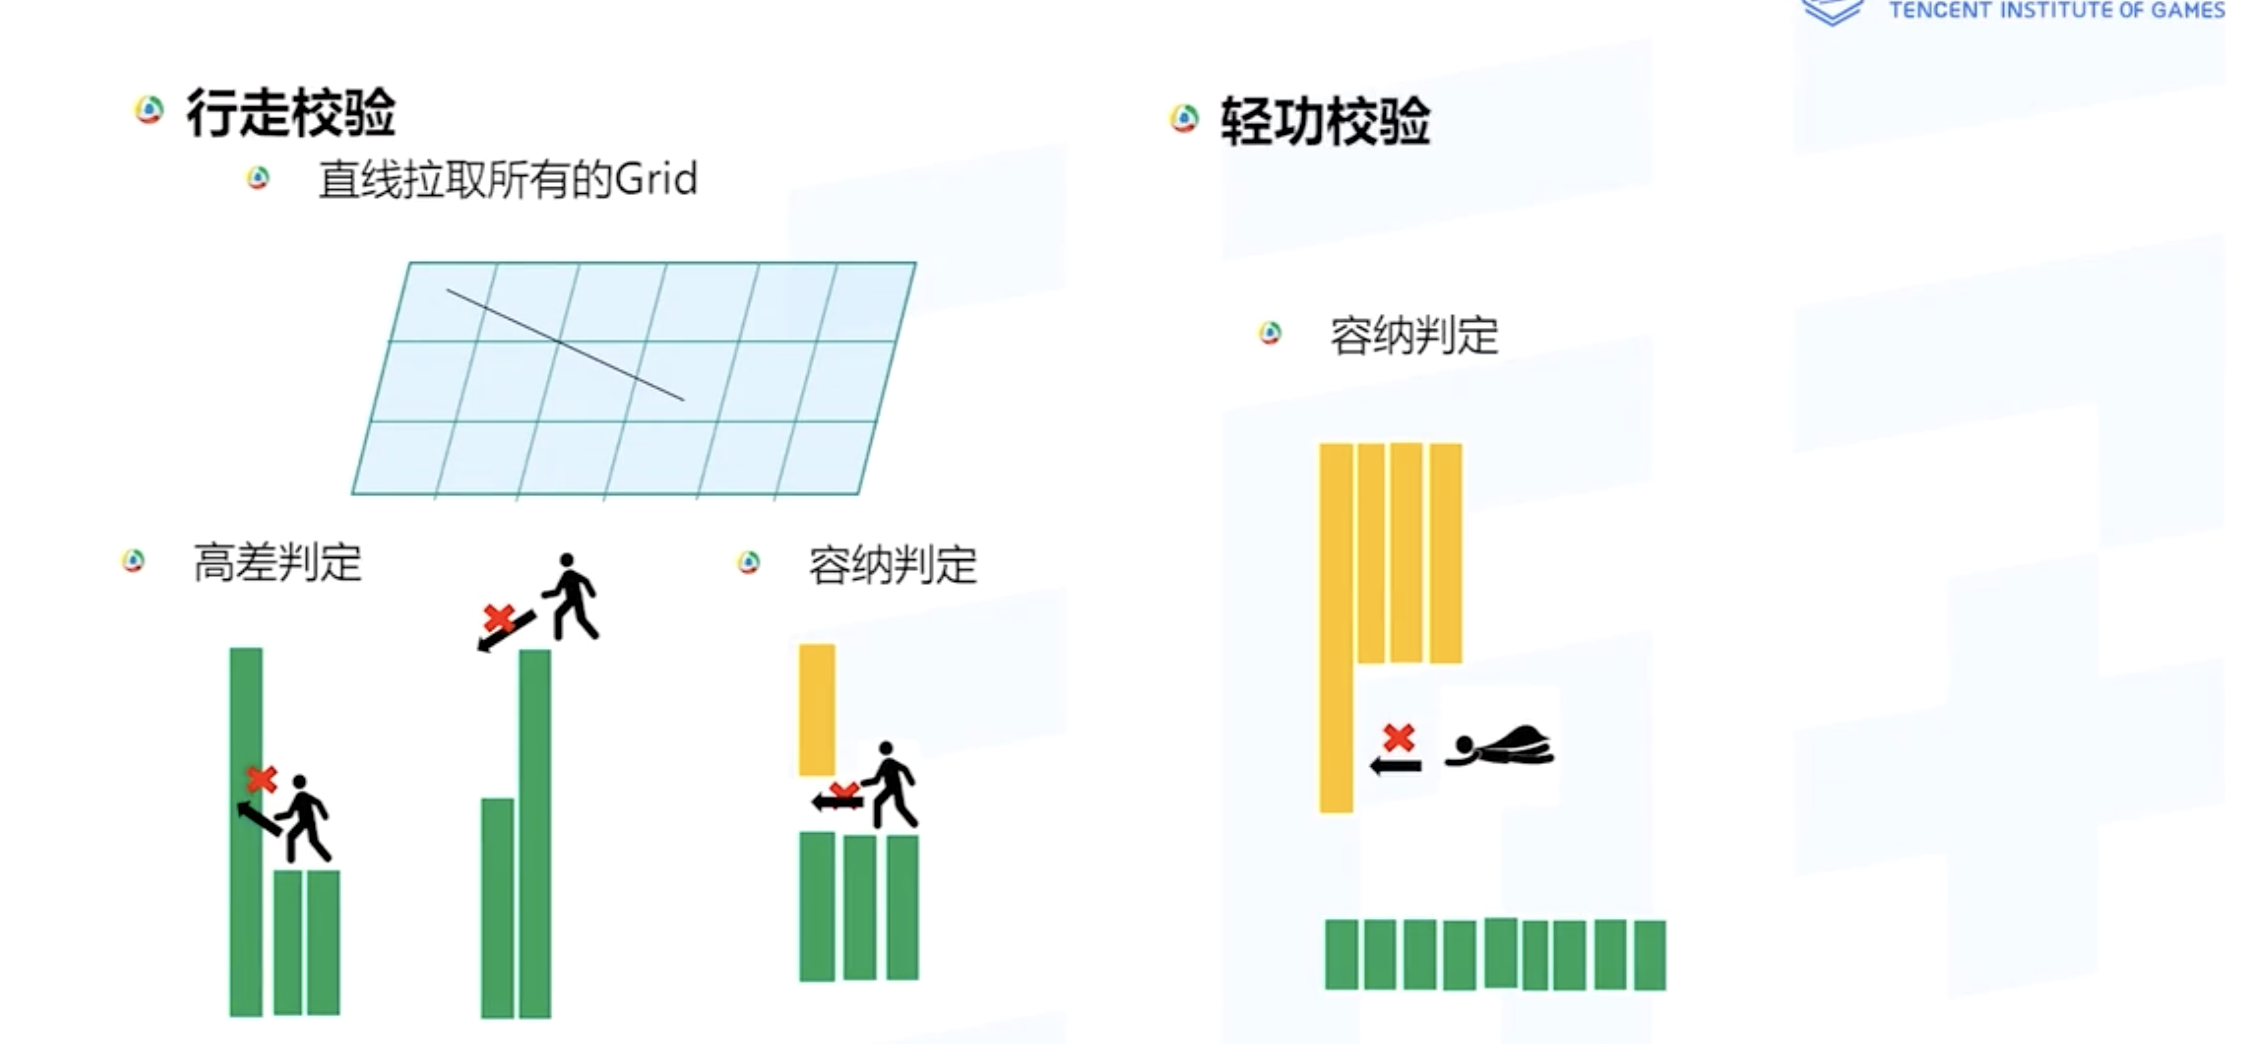 TENCENT INSTITUTE OF GAMES
行走校验
直线拉取所有的Grid
高差判定
容纳判定
轻功校验
容纳判定